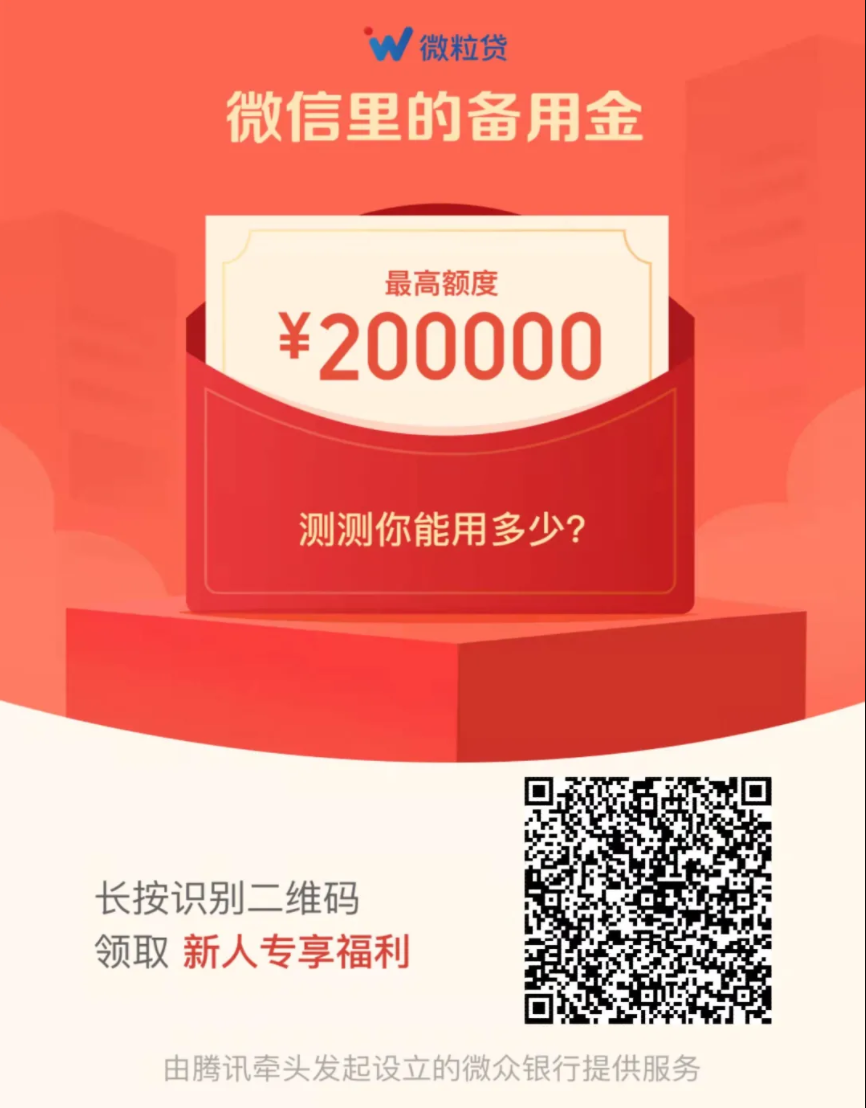 微粒贷
微信里的备用金
最高额度
¥200000
测测你能用多少?
长按识别二维码
领取 新人专享福利
由腾讯牵头发起设立的微众银行提供服务